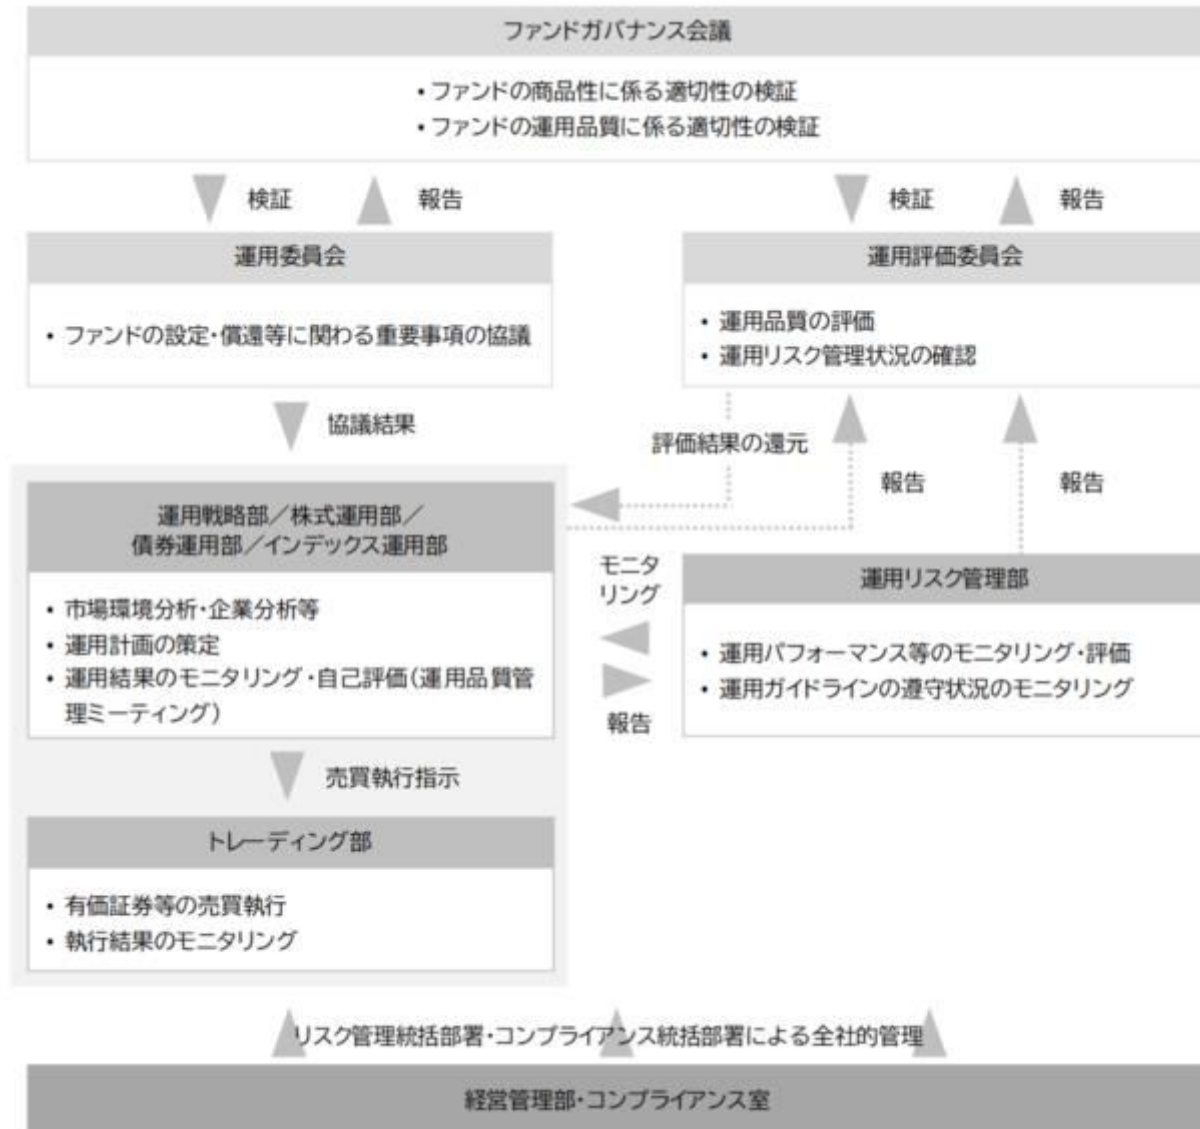 ファンドガバナンス会議
• ファンドの商品性に係る適切性の検証
• ファンドの運用品質に係る適切性の検証
検証
報告
検証
報告
運用委員会
• ファンドの設定・償還等に関わる重要事項の協議
運用評価委員会
• 運用品質の評価
• 運用リスク管理状況の確認
協議結果
評価結果の還元
報告
報告
運用戦略部／株式運用部／
債券運用部／インデックス運用部
• 市場環境分析・企業分析等
• 運用計画の策定
• 運用結果のモニタリング・自己評価（運用品質管
理ミーティング）
モニタ
リング
報告
運用リスク管理部
• 運用パフォーマンス等のモニタリング・評価
• 運用ガイドラインの遵守状況のモニタリング
売買執行指示
トレーディング部
• 有価証券等の売買執行
• 執行結果のモニタリング
リスク管理統括部署・コンプライアンス統括部署による全社的管理
経営管理部・コンプライアンス室